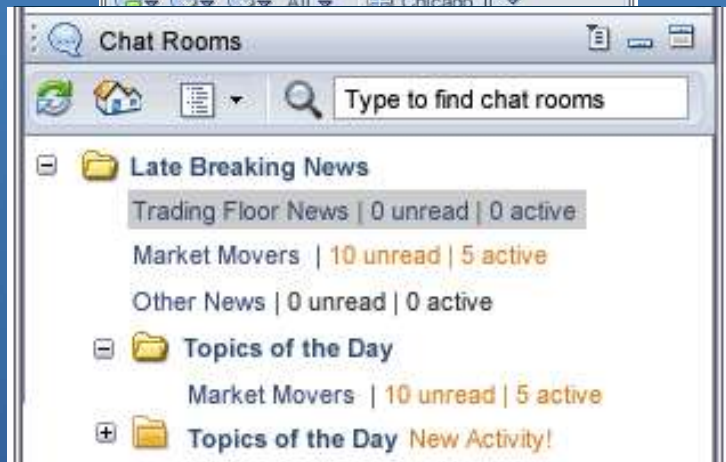 All Chicago
Chat Rooms
Type to find chat rooms
Late Breaking News
Trading Floor News | 0 unread | 0 active
Market Movers | 10 unread | 5 active
Other News | 0 unread | 0 active
Topics of the Day
Market Movers | 10 unread | 5 active
Topics of the Day New Activity!